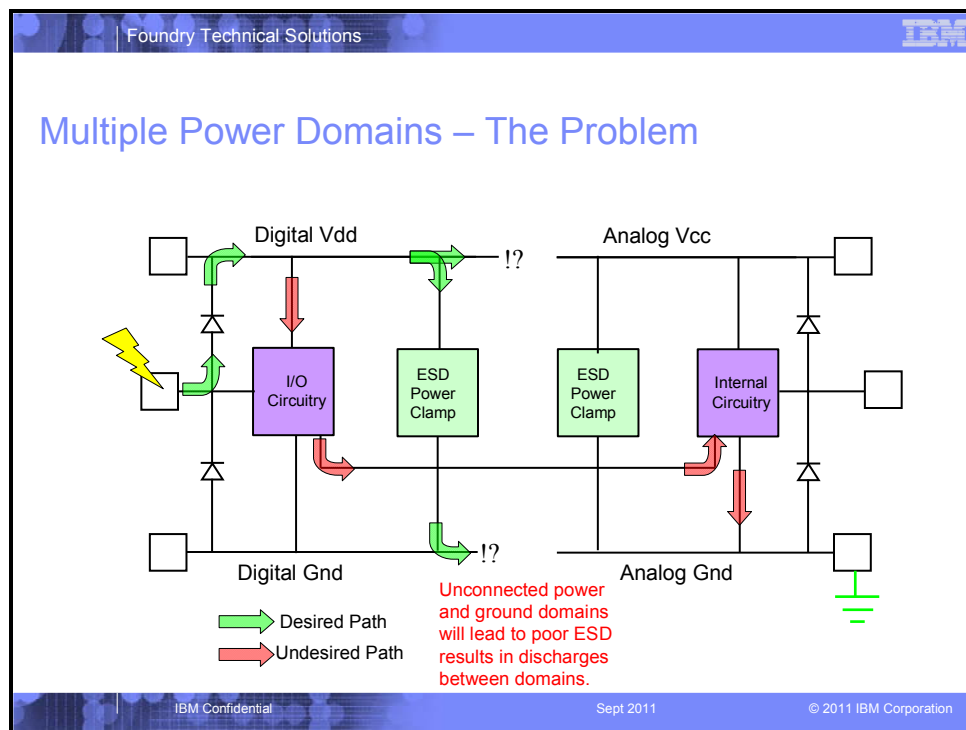 Foundry Technical Solutions
IBM
Multiple Power Domains – The Problem
Digital Vdd
!?
Analog Vcc
I/O
Circuitry
ESD
Power
Clamp
ESD
Power
Clamp
Internal
Circuitry
Digital Gnd
!?
Analog Gnd
Unconnected power
and ground domains
will lead to poor ESD
results in discharges
between domains.
Desired Path
Undesired Path
IBM Confidential
Sept 2011
© 2011 IBM Corporation